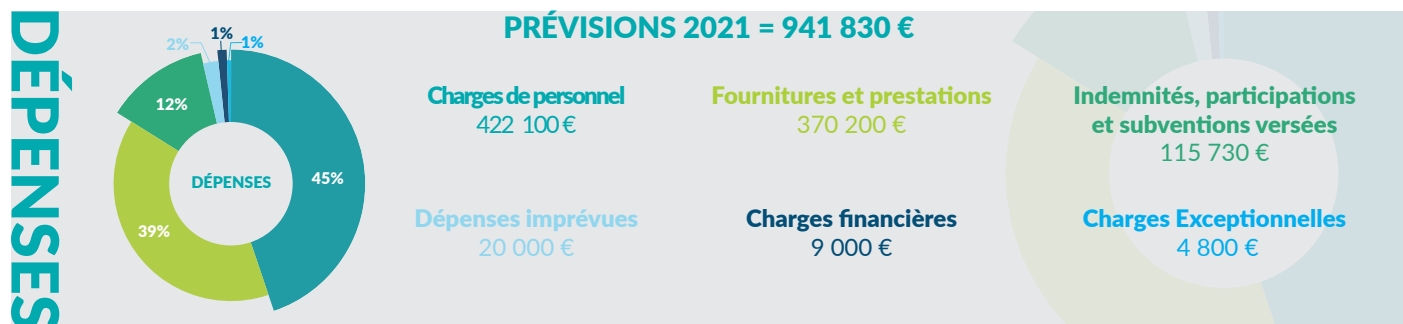 DÉPENSES
PRÉVISIONS 2021 = 941 830 €
2%
1%
1%
12%
45%
39%
DÉPENSES
Charges de personnel
422 100 €
Fournitures et prestations
370 200 €
Indemnités, participations
et subventions versées
115 730 €
Dépenses imprévues
20 000 €
Charges financières
9 000 €
Charges Exceptionnelles
4 800 €